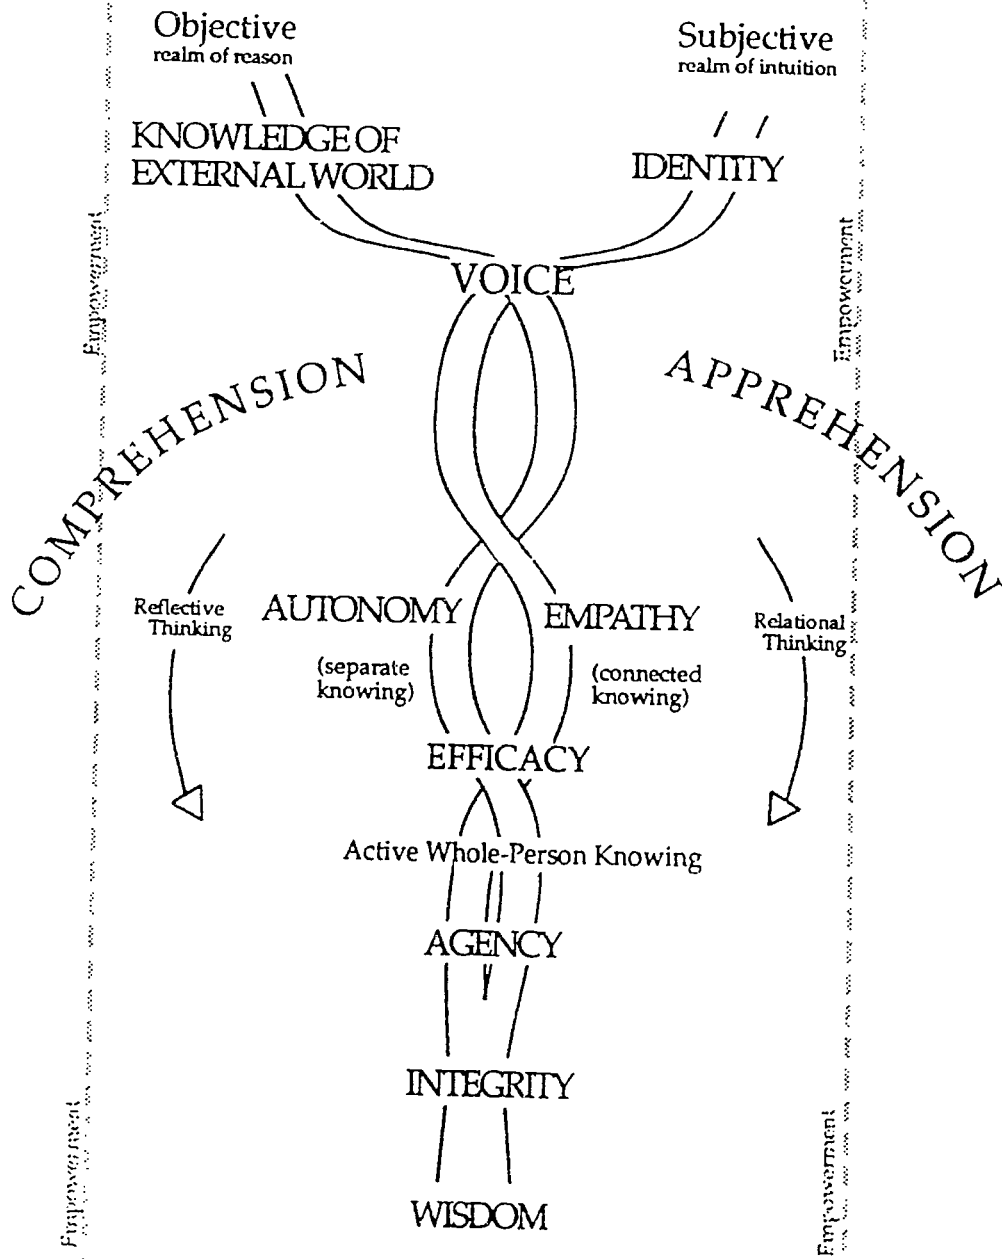 Objective
realm of reason
Subjective
realm of intuition
KNOWLEDGE OF
EXTERNAL WORLD
IDENTITY
Empowerment
Empowerment
VOICE
COMPREHENSION
APPREHENSION
Reflective
Thinking
AUTONOMY
EMPATHY
Relational
Thinking
(separate
knowing)
(connected
knowing)
EFFICACY
Active Whole-Person Knowing
AGENCY
INTEGRITY
Empowerment
Empowerment
WISDOM